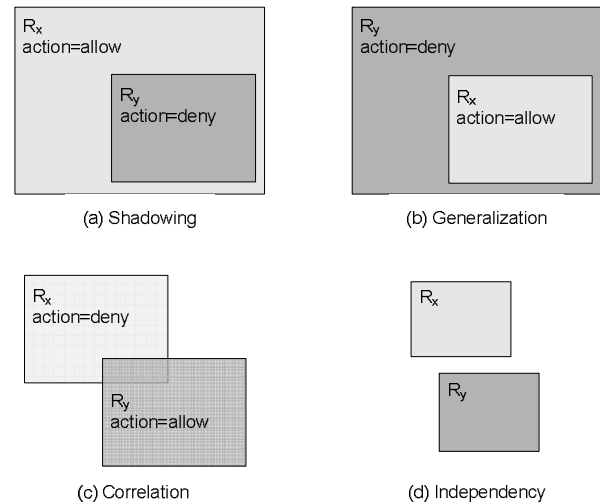 Rx
action=allow
Ry
action=deny
(a) Shadowing
Ry
action=deny
Rx
action=allow
(b) Generalization
Rx
action=deny
Ry
action=allow
(c) Correlation
Rx
Ry
(d) Independency